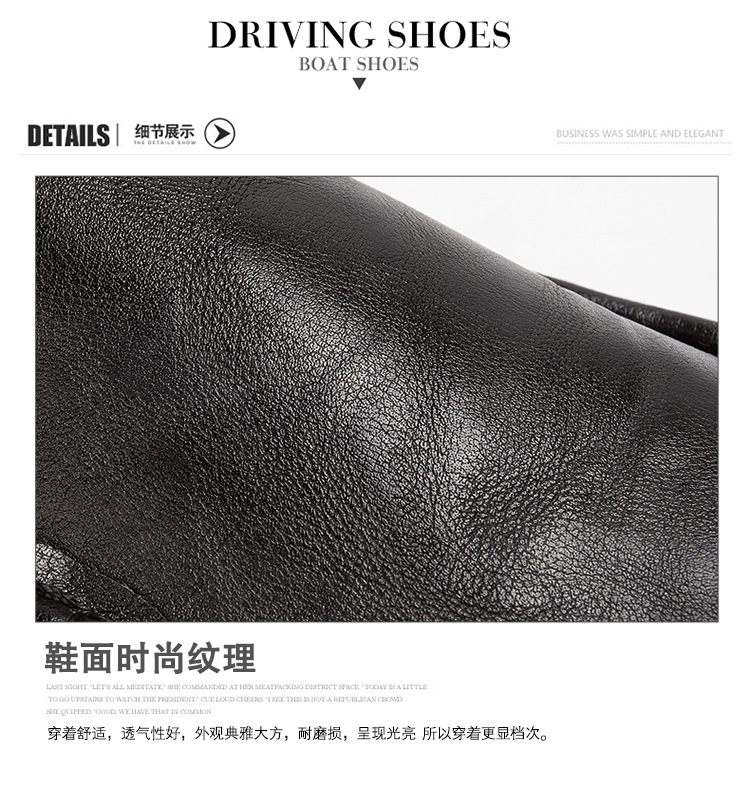 DRIVING SHOES
BOAT SHOES
DETAILS
细节展示
THE DETAILS SHOW
BUSINESS WAS SIMPLE AND ELEGANT
鞋面时尚纹理
LAST NIGHT. "LET'S ALL MEDITATE," SHE COMMANDED AT HER MEATPACKING DISTRICT SPACE. "TODAY IS A LITTLE
TO GO UPSTAIRS TO WATCH THE PRESIDENT." CUE LOUD CHEERS. "I SEE THIS IS NOT A REPUBLICAN CROWD
SHE QUIPPED. "GOOD, WE HAVE THAT IN COMMON
穿着舒适，透气性好，外观典雅大方，耐磨损，呈现光亮 所以穿着更显档次。